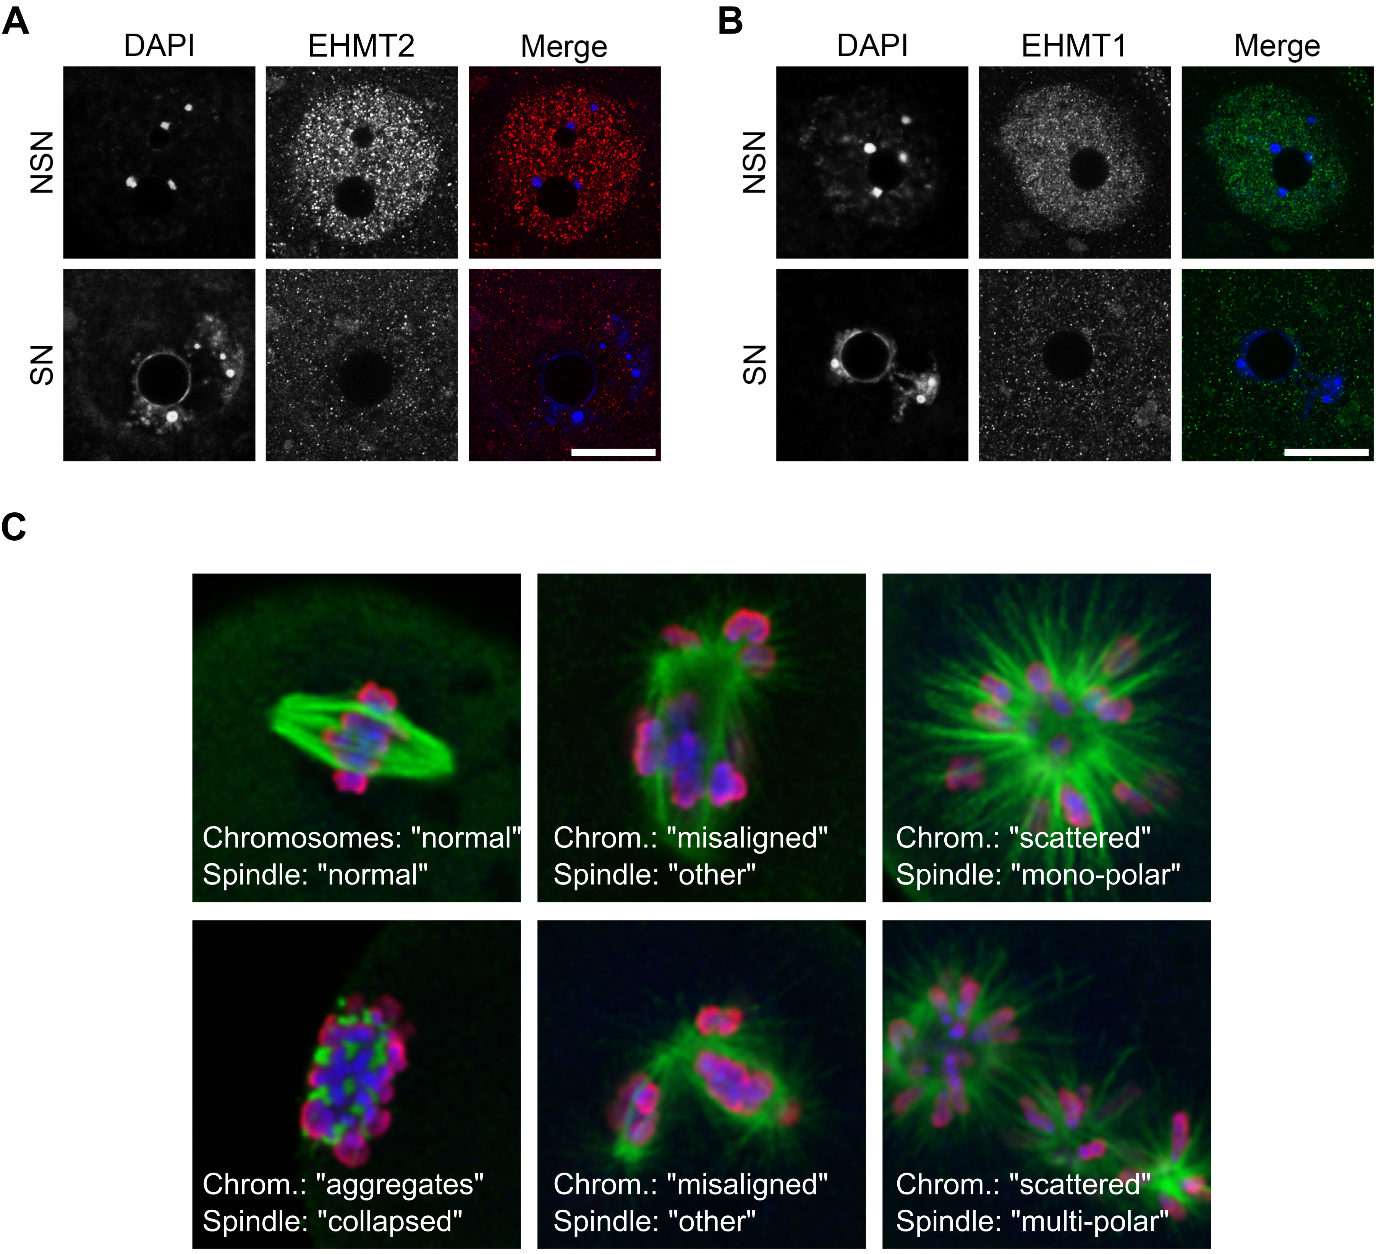 A
DAPI EHMT2 Merge
NSN
SN
B
DAPI EHMT1 Merge
NSN
SN
C
Chromosomes: "normal"
Spindle: "normal"
Chrom.: "misaligned"
Spindle: "other"
Chrom.: "scattered"
Spindle: "mono-polar"
Chrom.: "aggregates"
Spindle: "collapsed"
Chrom.: "misaligned"
Spindle: "other"
Chrom.: "scattered"
Spindle: "multi-polar"